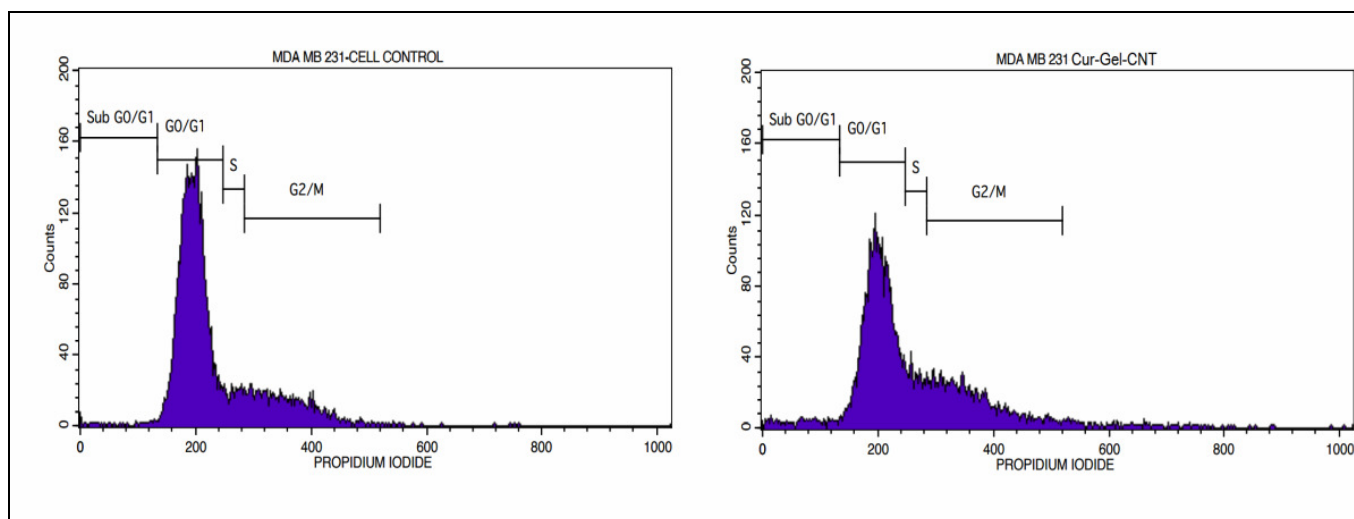 MDA MB 231-CELL CONTROL
200
160
120
80
40
0
Counts
Sub G0/G1
G0/G1
S
G2/M
0
200
400
600
800
1000
PROPIDIUM IODIDE
MDA MB 231 Cur-Gel-CNT
200
160
120
80
40
0
Counts
Sub G0/G1
G0/G1
S
G2/M
0
200
400
600
800
1000
PROPIDIUM IODIDE